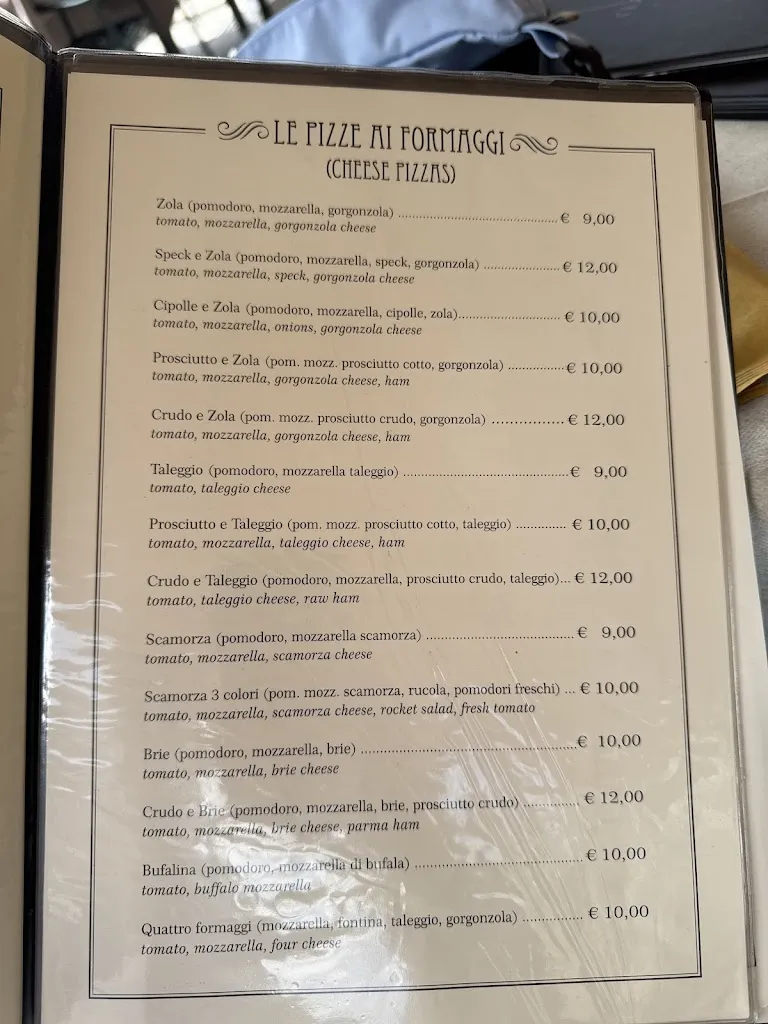 LE PIZZE AI FORMAGGI
(CHEESE PIZZAS)
Zola (pomodoro, mozzarella, gorgonzola) ........................................ € 9,00
tomato, mozzarella, gorgonzola cheese
Speck e Zola (pomodoro, mozzarella, speck, gorgonzola) .................... € 12,00
tomato, mozzarella, speck, gorgonzola cheese
Cipolle e Zola (pomodoro, mozzarella, cipolle, zola).......................... € 10,00
tomato, mozzarella, onions, gorgonzola cheese
Prosciutto e Zola (pom. mozz. prosciutto cotto, gorgonzola) ............... € 10,00
tomato, mozzarella, gorgonzola cheese, ham
Crudo e Zola (pom. mozz. prosciutto crudo, gorgonzola) ................ € 12,00
tomato, mozzarella, gorgonzola cheese, ham
Taleggio (pomodoro, mozzarella taleggio) .......................................... € 9,00
tomato, taleggio cheese
Prosciutto e Taleggio (pom. mozz. prosciutto cotto, taleggio) ............. € 10,00
tomato, mozzarella, taleggio cheese, ham
Crudo e Taleggio (pomodoro, mozzarella, prosciutto crudo, taleggio)... € 12,00
tomato, taleggio cheese, raw ham
Scamorza (pomodoro, mozzarella scamorza) ...................................... € 9,00
tomato, mozzarella, scamorza cheese
Scamorza 3 colori (pom. mozz. scamorza, rucola, pomodori freschi) ... € 10,00
tomato, mozzarella, scamorza cheese, rocket salad, fresh tomato
Brie (pomodoro, mozzarella, brie) ......................................................€ 10,00
tomato, mozzarella, brie cheese
Crudo e Brie (pomodoro, mozzarella, brie, prosciutto crudo) .............. € 12,00
tomato, mozzarella, brie cheese, parma ham
Bufalina (pomodoro, mozzarella di bufala) .......................................... € 10,00
tomato, buffalo mozzarella
Quattro formaggi (mozzarella, fontina, taleggio, gorgonzola) ............... € 10,00
tomato, mozzarella, four cheese